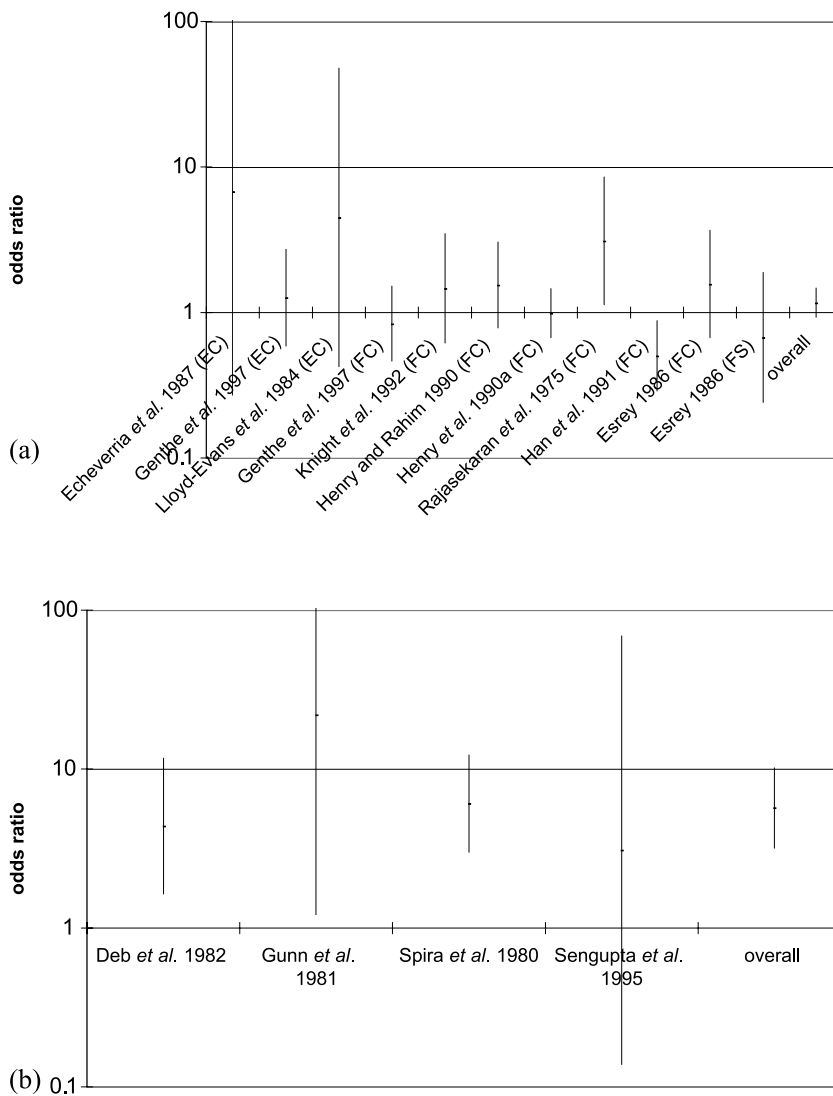 100
10
1
0.1
odds ratio
Echeverria et al. 1987 (EC)
Genthe et al. 1997 (EC)
Lloyd-Evans et al. 1984 (EC)
Genthe et al. 1997 (FC)
Knight et al. 1992 (FC)
Henry and Rahim 1990 (FC)
Henry et al. 1990a (FC)
Rajasekaran et al. 1975 (FC)
Han et al. 1991 (FC)
Esrey 1986 (FC)
Esrey 1986 (FS)
overall
(a)
100
10
1
0.1
odds ratio
Deb et al. 1982
Gunn et al.
1981
Spira et al. 1980
Sengupta et al.
1995
overall
(b)